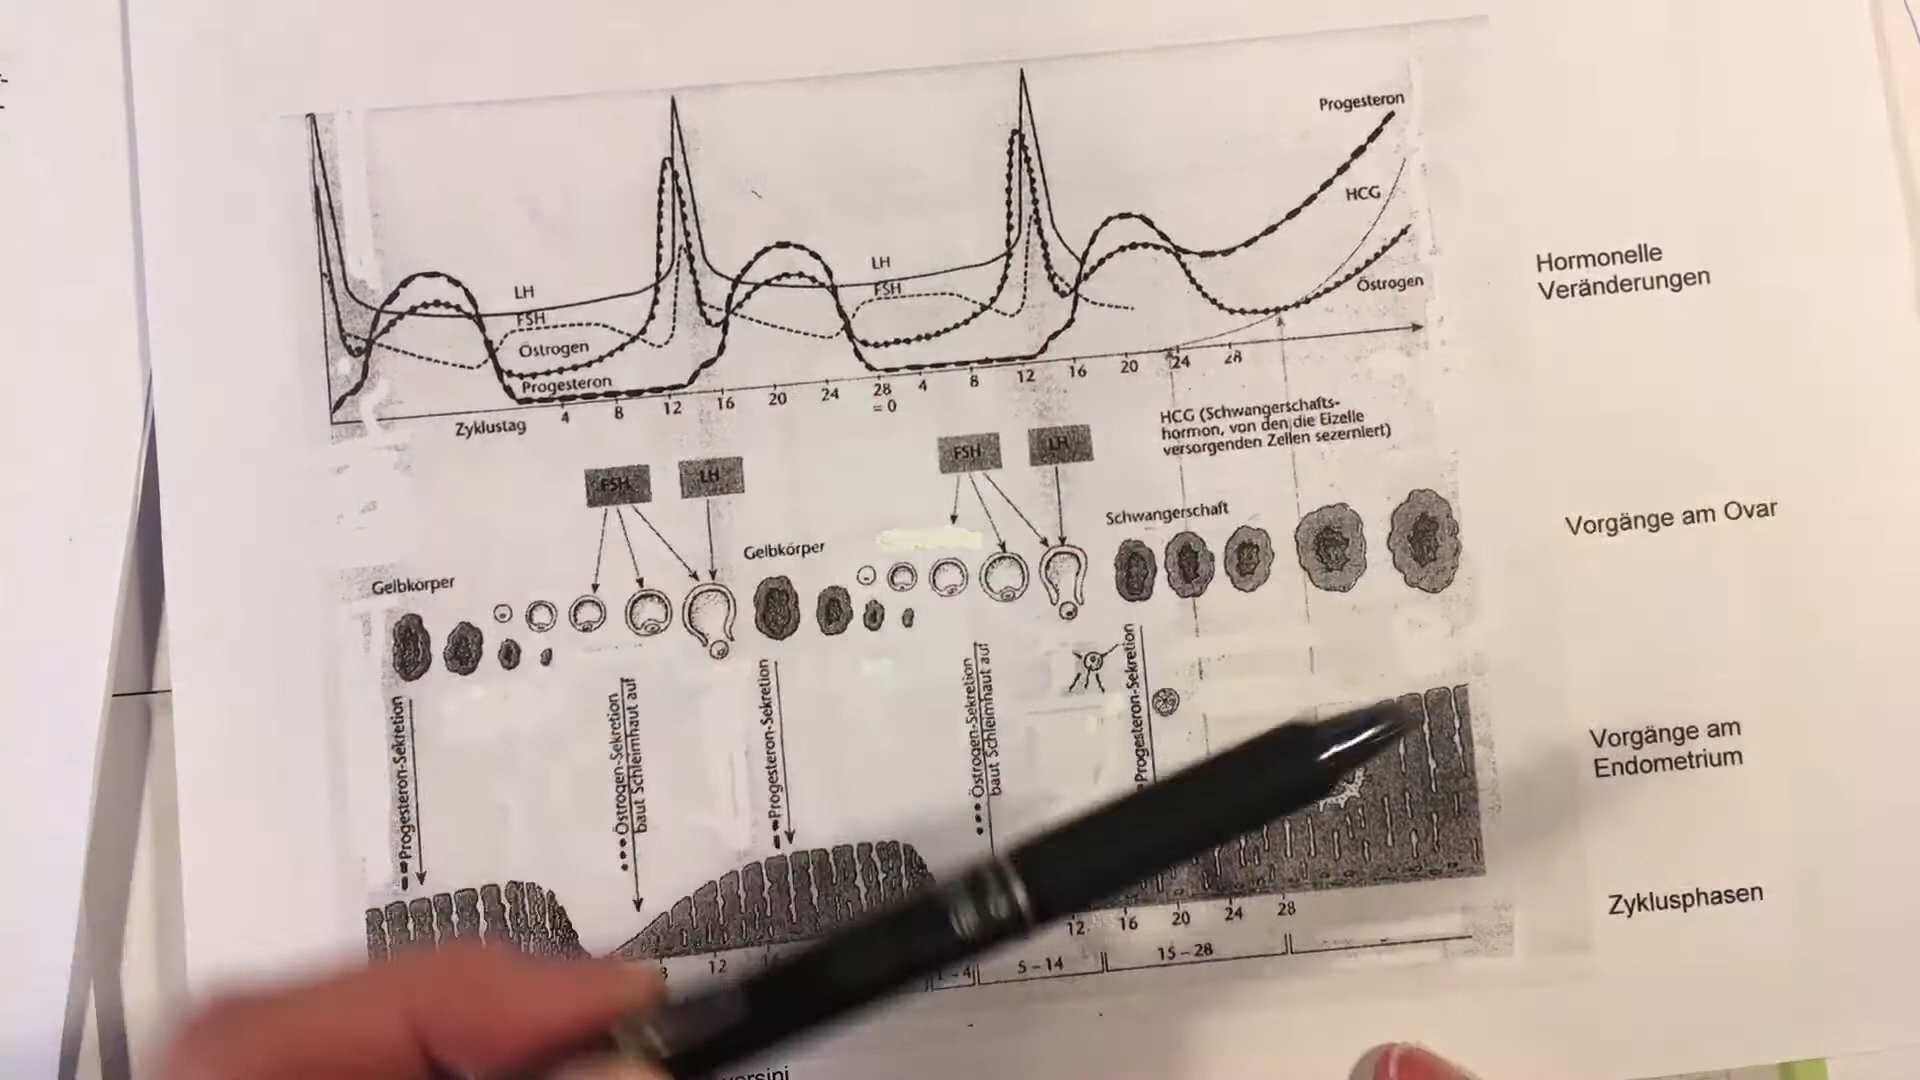 Progesteron
HCG
LH
LH
FSH
FSH
Östrogen
Östrogen
Progesteron
Hormonelle
Veränderungen
4 8 12 16 20 24 28 4 8 12 16 20 24 28
= 0
Zyklustag
HCG (Schwangerschafts-
hormon, von den die Eizelle
versorgenden Zellen sezerniert)
FSH LH FSH LH
Gelbkörper
Gelbkörper
Schwangerschaft
Vorgänge am Ovar
Progesteron-Sekretion
Östrogen-Sekretion
baut Schleimhaut auf
Progesteron-Sekretion
Östrogen-Sekretion
baut Schleimhaut auf
Progesteron-Sekretion
Vorgänge am
Endometrium
Zyklusphasen
8 12 12 16 20 24 28
5 – 14
15 – 28